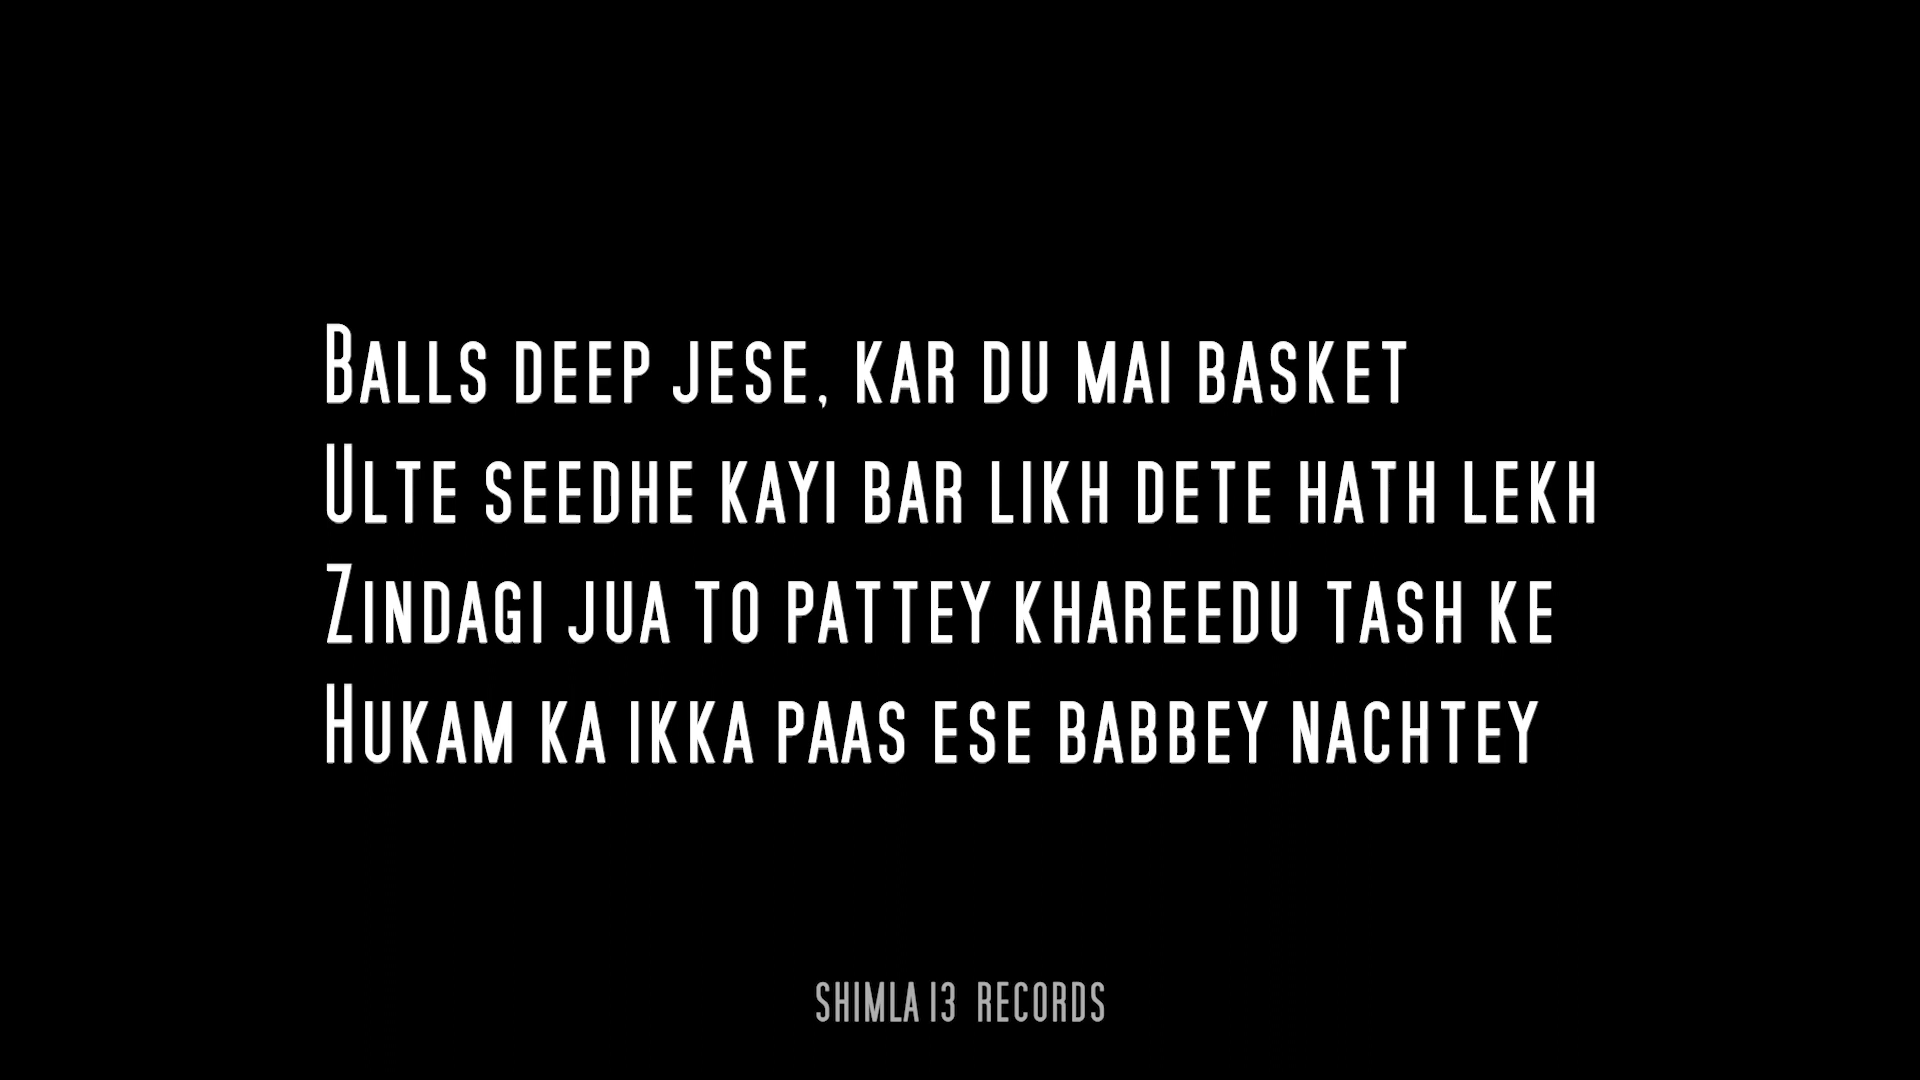 Balls deep jese, kar du mai basket
Ulte seedhe kayi bar likh dete hath lekh
Zindagi jua to pattey khareedu tash ke
Hukam ka ikka paas ese babbey nachtey
SHIMLA 13 RECORDS